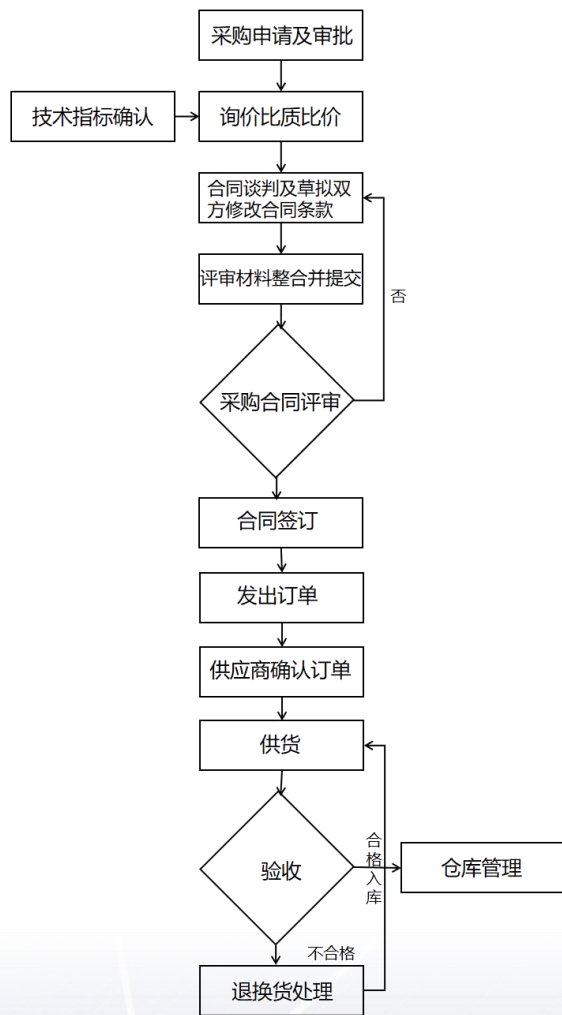 采购申请及审批
技术指标确认
询价比质比价
合同谈判及草拟双
方修改合同条款
评审材料整合并提交
否
采购合同评审
合同签订
发出订单
供应商确认订单
供货
合格入库
验收
仓库管理
不合格
退换货处理